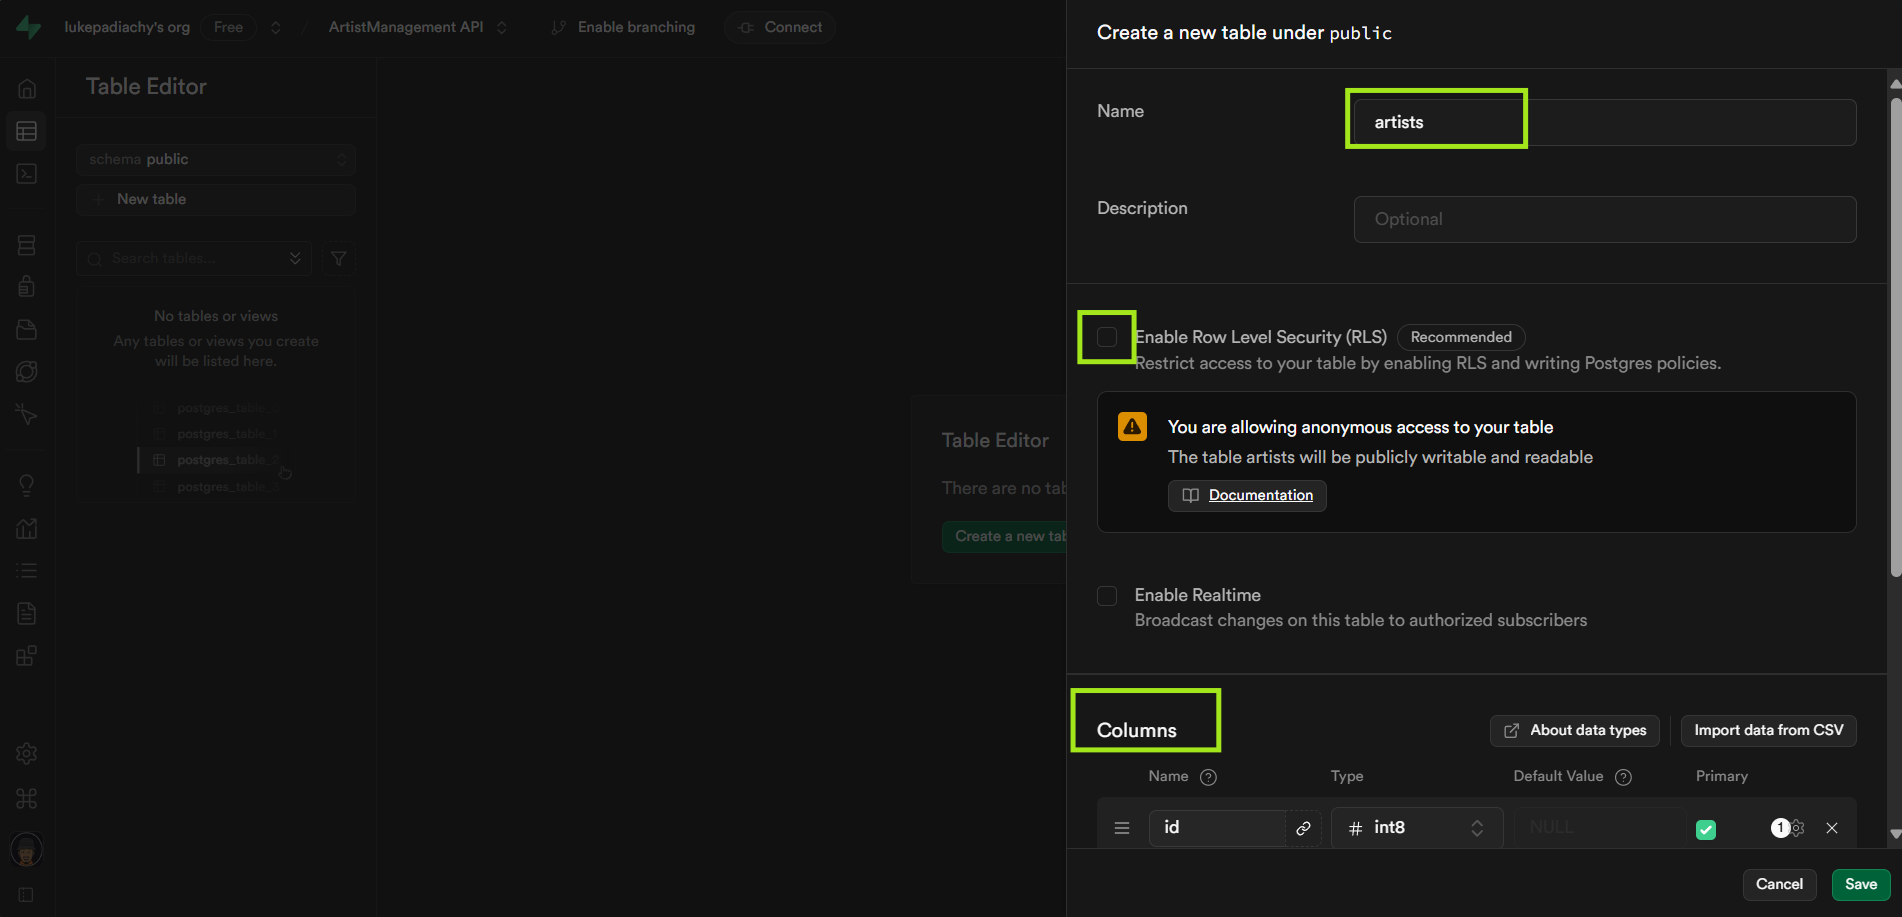 lukepadiachy's org Free / ArtistManagement API Enable branching Connect
Table Editor
schema public
New table
Search tables...
No tables or views
Any tables or views you create
will be listed here.
postgres_table_
postgres_table_
postgres_table_
postgres_table_
Table Editor
There are no tab
Create a new tab
Create a new table under public
Name
artists
Description
Optional
Enable Row Level Security (RLS) Recommended
Restrict access to your table by enabling RLS and writing Postgres policies.
You are allowing anonymous access to your table
The table artists will be publicly writable and readable
Documentation
Enable Realtime
Broadcast changes on this table to authorized subscribers
Columns About data types Import data from CSV
Name Type Default Value Primary
id # int8 NULL 1
Cancel Save